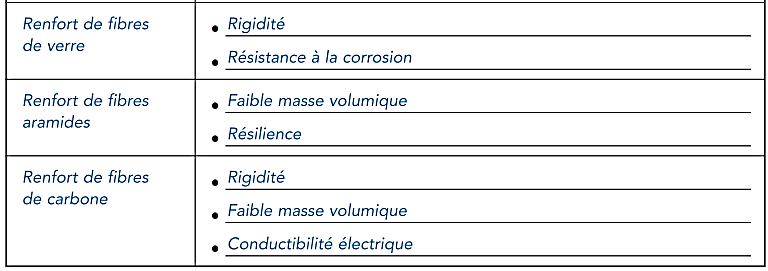 Renfort de fibres
de verre
• Rigidité
• Résistance à la corrosion
Renfort de fibres
aramides
• Faible masse volumique
• Résilience
Renfort de fibres
de carbone
• Rigidité
• Faible masse volumique
• Conductibilité électrique